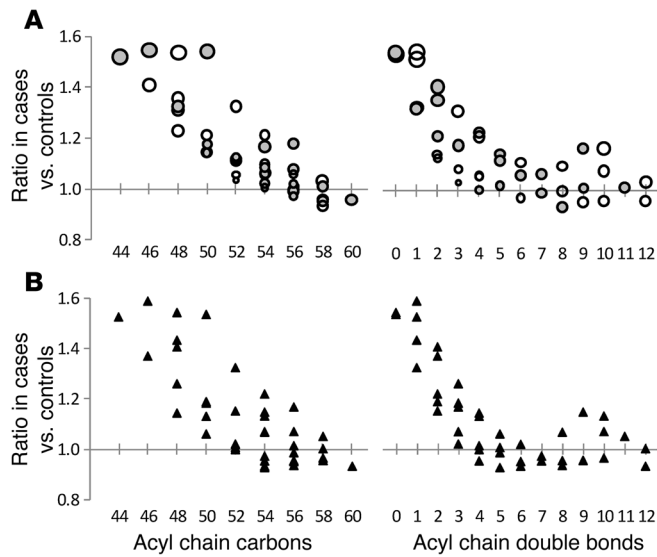 A
1.6
1.4
1.2
1.0
0.8
Ratio in cases
vs. controls
44 46 48 50 52 54 56 58 60
0 1 2 3 4 5 6 7 8 9 10 11 12
B
1.6
1.4
1.2
1.0
0.8
Ratio in cases
vs. controls
44 46 48 50 52 54 56 58 60
0 1 2 3 4 5 6 7 8 9 10 11 12
Acyl chain carbons
Acyl chain double bonds